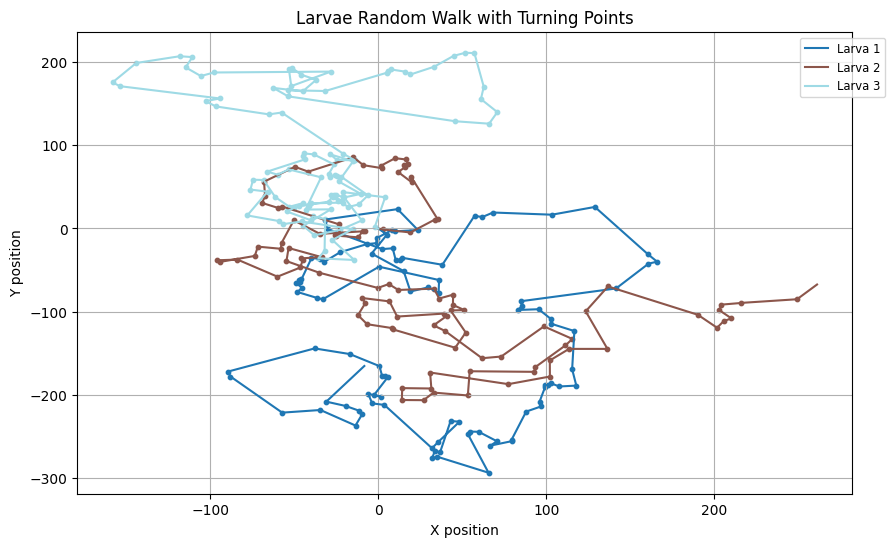 Larvae Random Walk with Turning Points
Larva 1
Larva 2
Larva 3
Y position
200
100
0
−100
−200
−300
−100
0
100
200
X position